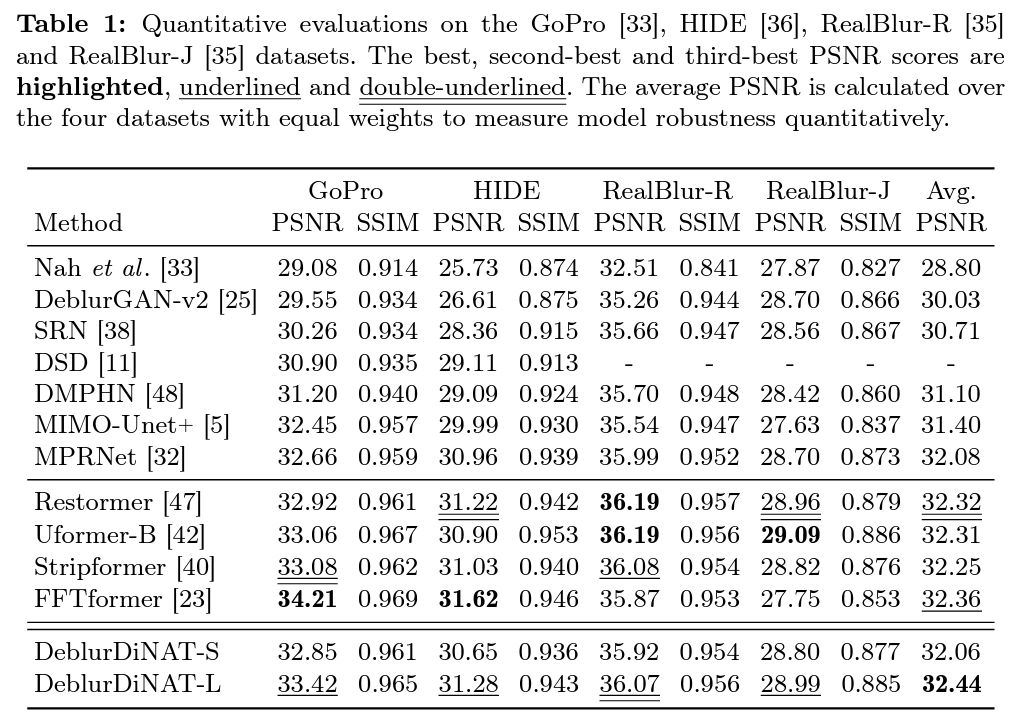 Table 1: Quantitative evaluations on the GoPro [33], HIDE [36], RealBlur-R [35]
and RealBlur-J [35] datasets. The best, second-best and third-best PSNR scores are
highlighted, underlined and double-underlined. The average PSNR is calculated over
the four datasets with equal weights to measure model robustness quantitatively.
GoPro HIDE RealBlur-R RealBlur-J Avg.
Method PSNR SSIM PSNR SSIM PSNR SSIM PSNR SSIM PSNR
Nah et al. [33] 29.08 0.914 25.73 0.874 32.51 0.841 27.87 0.827 28.80
DeblurGAN-v2 [25] 29.55 0.934 26.61 0.875 35.26 0.944 28.70 0.866 30.03
SRN [38] 30.26 0.934 28.36 0.915 35.66 0.947 28.56 0.867 30.71
DSD [11] 30.90 0.935 29.11 0.913 - - - - -
DMPHN [48] 31.20 0.940 29.09 0.924 35.70 0.948 28.42 0.860 31.10
MIMO-Unet+ [5] 32.45 0.957 29.99 0.930 35.54 0.947 27.63 0.837 31.40
MPRNet [32] 32.66 0.959 30.96 0.939 35.99 0.952 28.70 0.873 32.08
Restormer [47] 32.92 0.961 31.22 0.942 36.19 0.957 28.96 0.879 32.32
Uformer-B [42] 33.06 0.967 30.90 0.953 36.19 0.956 29.09 0.886 32.31
Stripformer [40] 33.08 0.962 31.03 0.940 36.08 0.954 28.82 0.876 32.25
FFTformer [23] 34.21 0.969 31.62 0.946 35.87 0.953 27.75 0.853 32.36
DeblurDiNAT-S 32.85 0.961 30.65 0.936 35.92 0.954 28.80 0.877 32.06
DeblurDiNAT-L 33.42 0.965 31.28 0.943 36.07 0.956 28.99 0.885 32.44